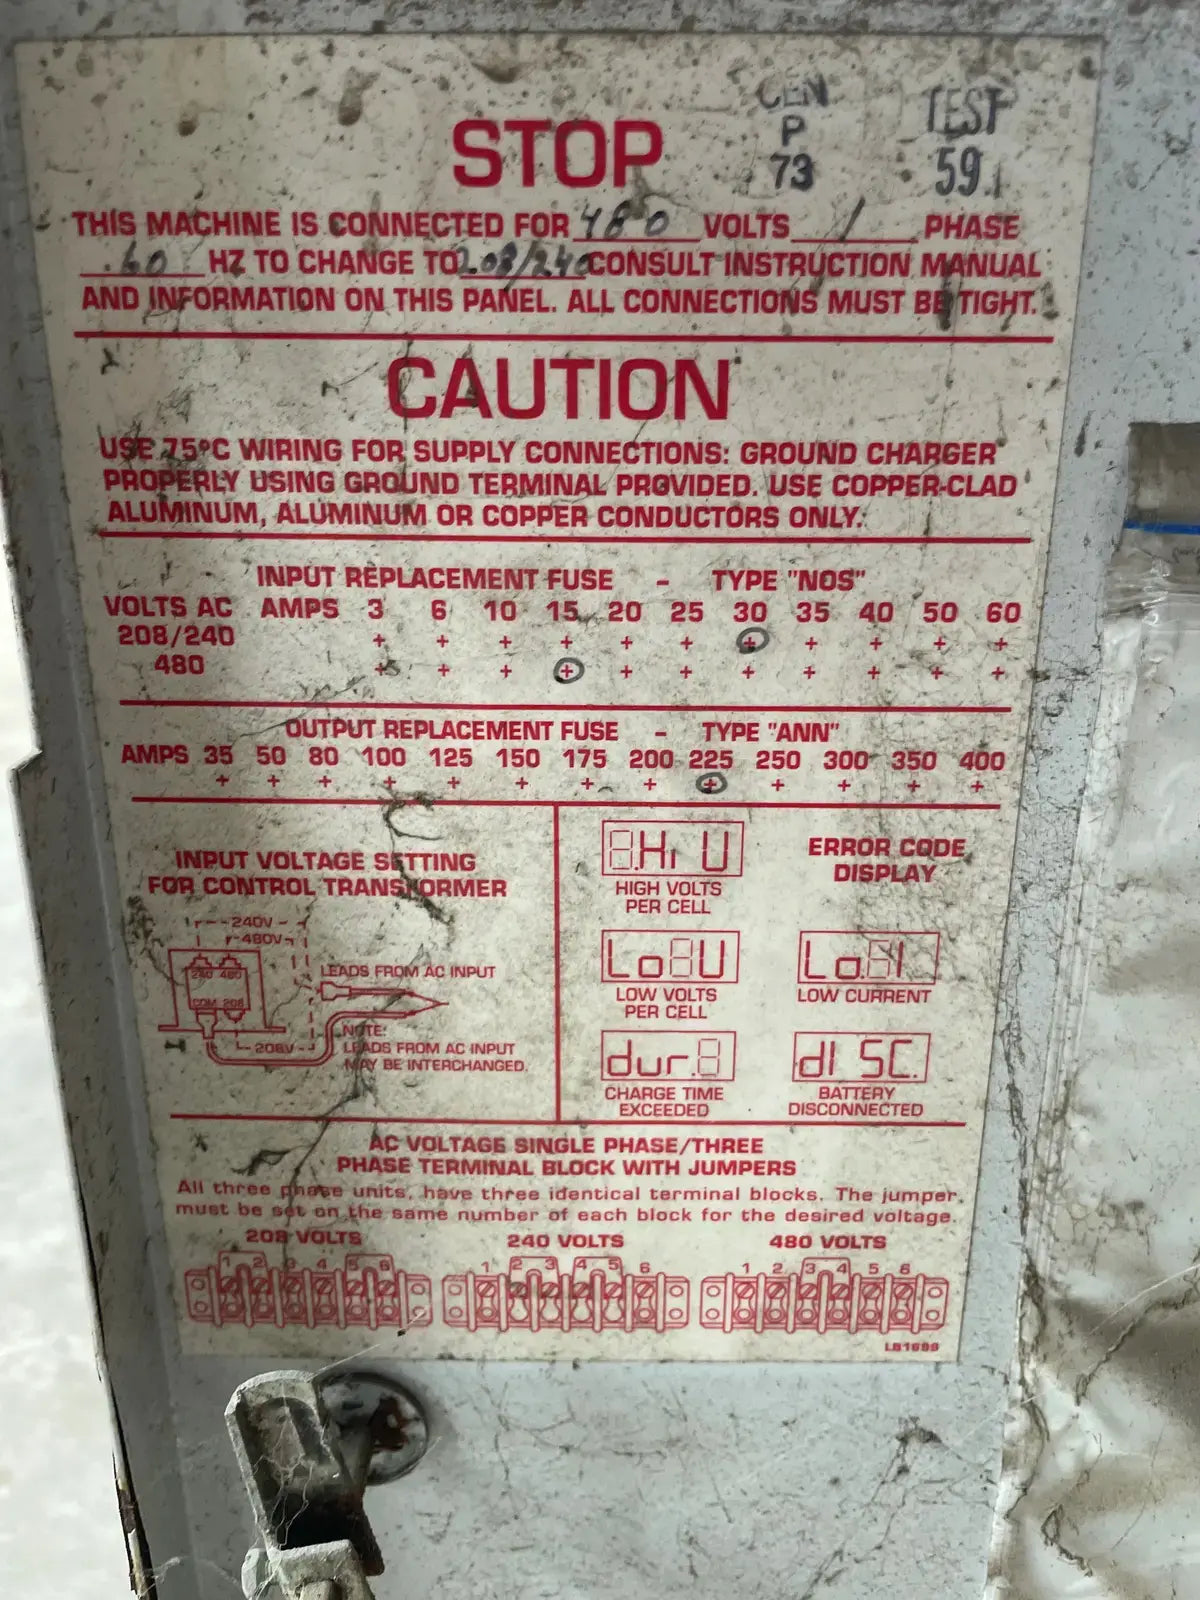 CEN TEST
P
73 59.1
STOP
THIS MACHINE IS CONNECTED FOR 480 VOLTS 1 PHASE
60 HZ TO CHANGE TO 208/240 CONSULT INSTRUCTION MANUAL
AND INFORMATION ON THIS PANEL. ALL CONNECTIONS MUST BE TIGHT.
CAUTION
USE 75°C WIRING FOR SUPPLY CONNECTIONS: GROUND CHARGER
PROPERLY USING GROUND TERMINAL PROVIDED. USE COPPER-CLAD
ALUMINUM, ALUMINUM OR COPPER CONDUCTORS ONLY.
INPUT REPLACEMENT FUSE - TYPE "NOS"
VOLTS AC AMPS 3 6 10 15 20 25 30 35 40 50 60
208/240 + + + + + + + + + + +
480 + + + + + + + + + + +
OUTPUT REPLACEMENT FUSE - TYPE "ANN"
AMPS 35 50 80 100 125 150 175 200 225 250 300 350 400
+ + + + + + + + + + + + +
INPUT VOLTAGE SETTING
FOR CONTROL TRANSFORMER
240V
480V
240 480
LEADS FROM AC INPUT
COM 208
208V
NOTE:
LEADS FROM AC INPUT
MAY BE INTERCHANGED.
8.Hi U
HIGH VOLTS
PER CELL
ERROR CODE
DISPLAY
Lo8U
LOW VOLTS
PER CELL
Lo.8I
LOW CURRENT
dur.8
CHARGE TIME
EXCEEDED
dI SC.
BATTERY
DISCONNECTED
AC VOLTAGE SINGLE PHASE/THREE
PHASE TERMINAL BLOCK WITH JUMPERS
All three phase units, have three identical terminal blocks. The jumper,
must be set on the same number of each block for the desired voltage.
208 VOLTS 240 VOLTS 480 VOLTS
1 2 3 4 5 6 1 2 3 4 5 6 1 2 3 4 5 6
LB1699